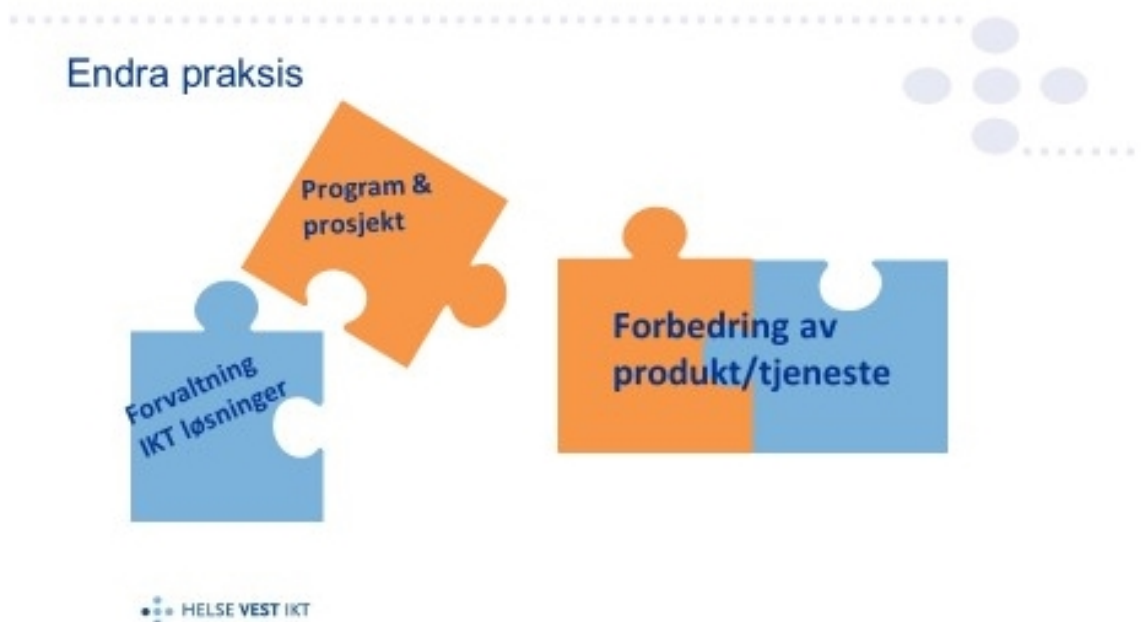 Endra praksis
Program &
prosjekt
Forvaltning
IKT løsninger
Forbedring av
produkt/tjeneste
HELSE VEST IKT